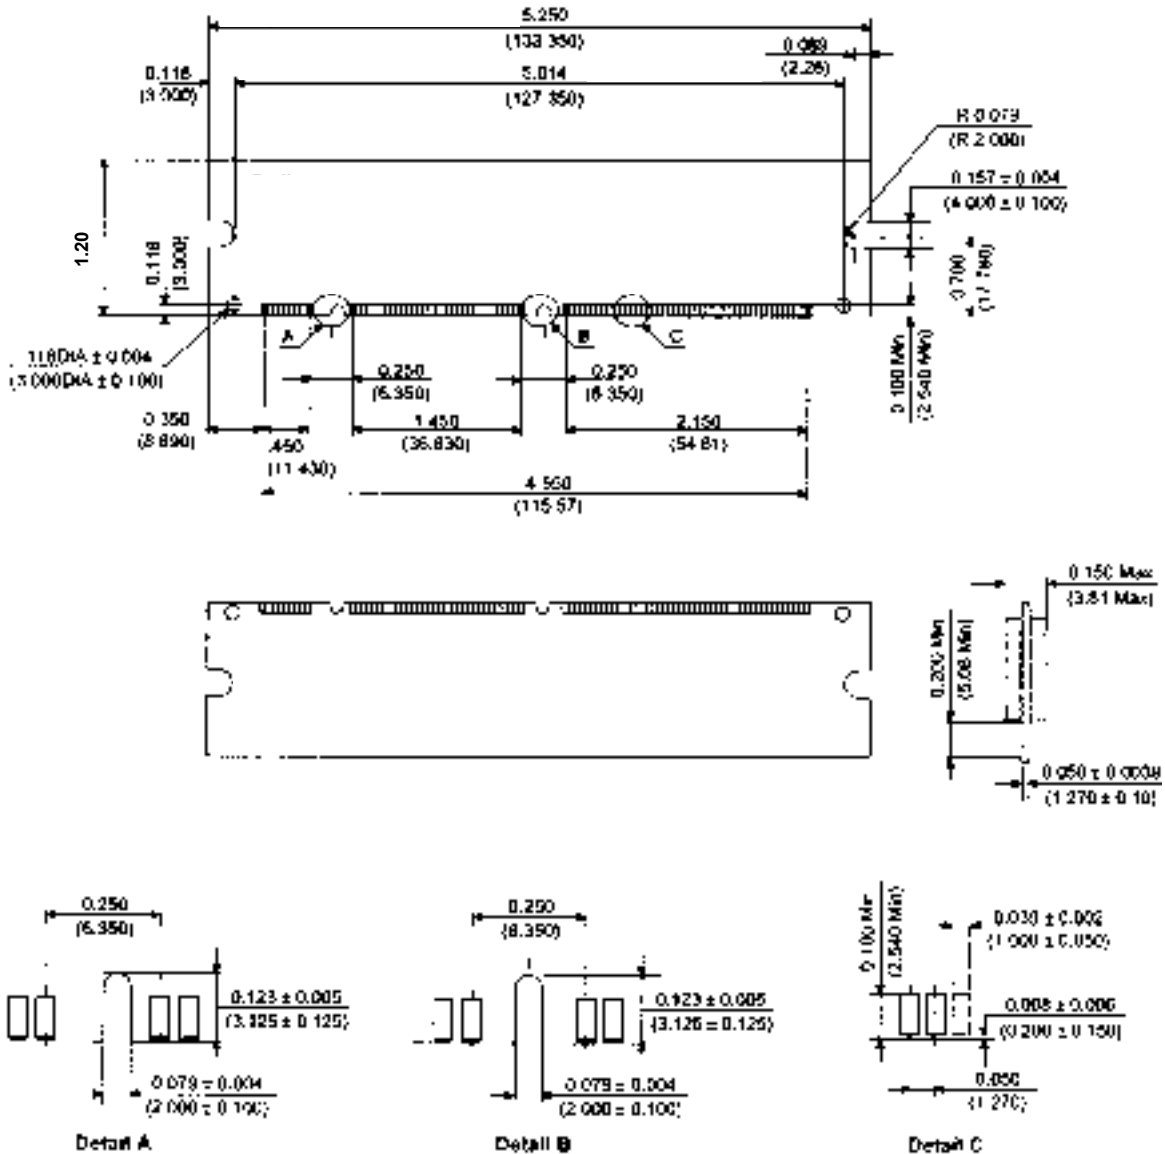 5.250
(133.350)
0.089
(2.26)
0.118
(3.000)
5.014
(127.350)
R 0.079
(R 2.000)
0.157 ± 0.004
(4.000 ± 0.100)
1.20
0.118
(3.000)
0.700
(17.780)
A
B
C
.118DIA ± 0.004
(3.000DIA ± 0.100)
0.250
(6.350)
0.250
(6.350)
0.100 Min
(2.540 Min)
0.350
(8.890)
.450
(11.430)
1.450
(36.830)
2.150
(54.61)
4.550
(115.57)
0.150 Max
(3.81 Max)
0.200 Min
(5.08 Min)
0.050 ± 0.0039
(1.270 ± 0.10)
0.250
(6.350)
0.123 ± 0.005
(3.125 ± 0.125)
0.079 ± 0.004
(2.000 ± 0.100)
Detail A
0.250
(6.350)
0.123 ± 0.005
(3.125 ± 0.125)
0.079 ± 0.004
(2.000 ± 0.100)
Detail B
0.100 Min
(2.540 Min)
0.039 ± 0.002
(1.000 ± 0.050)
0.008 ± 0.006
(0.200 ± 0.150)
0.050
(1.270)
Detail C